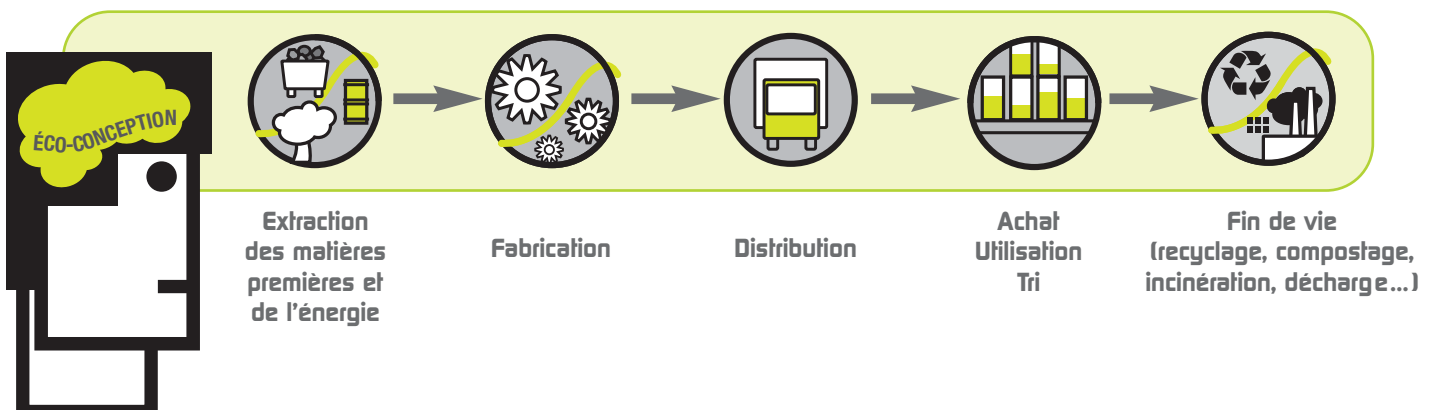 ÉCO-CONCEPTION
Extraction
des matières
premières et
de l'énergie
Fabrication
Distribution
Achat
Utilisation
Tri
Fin de vie
(recyclage, compostage,
incinération, décharge...)